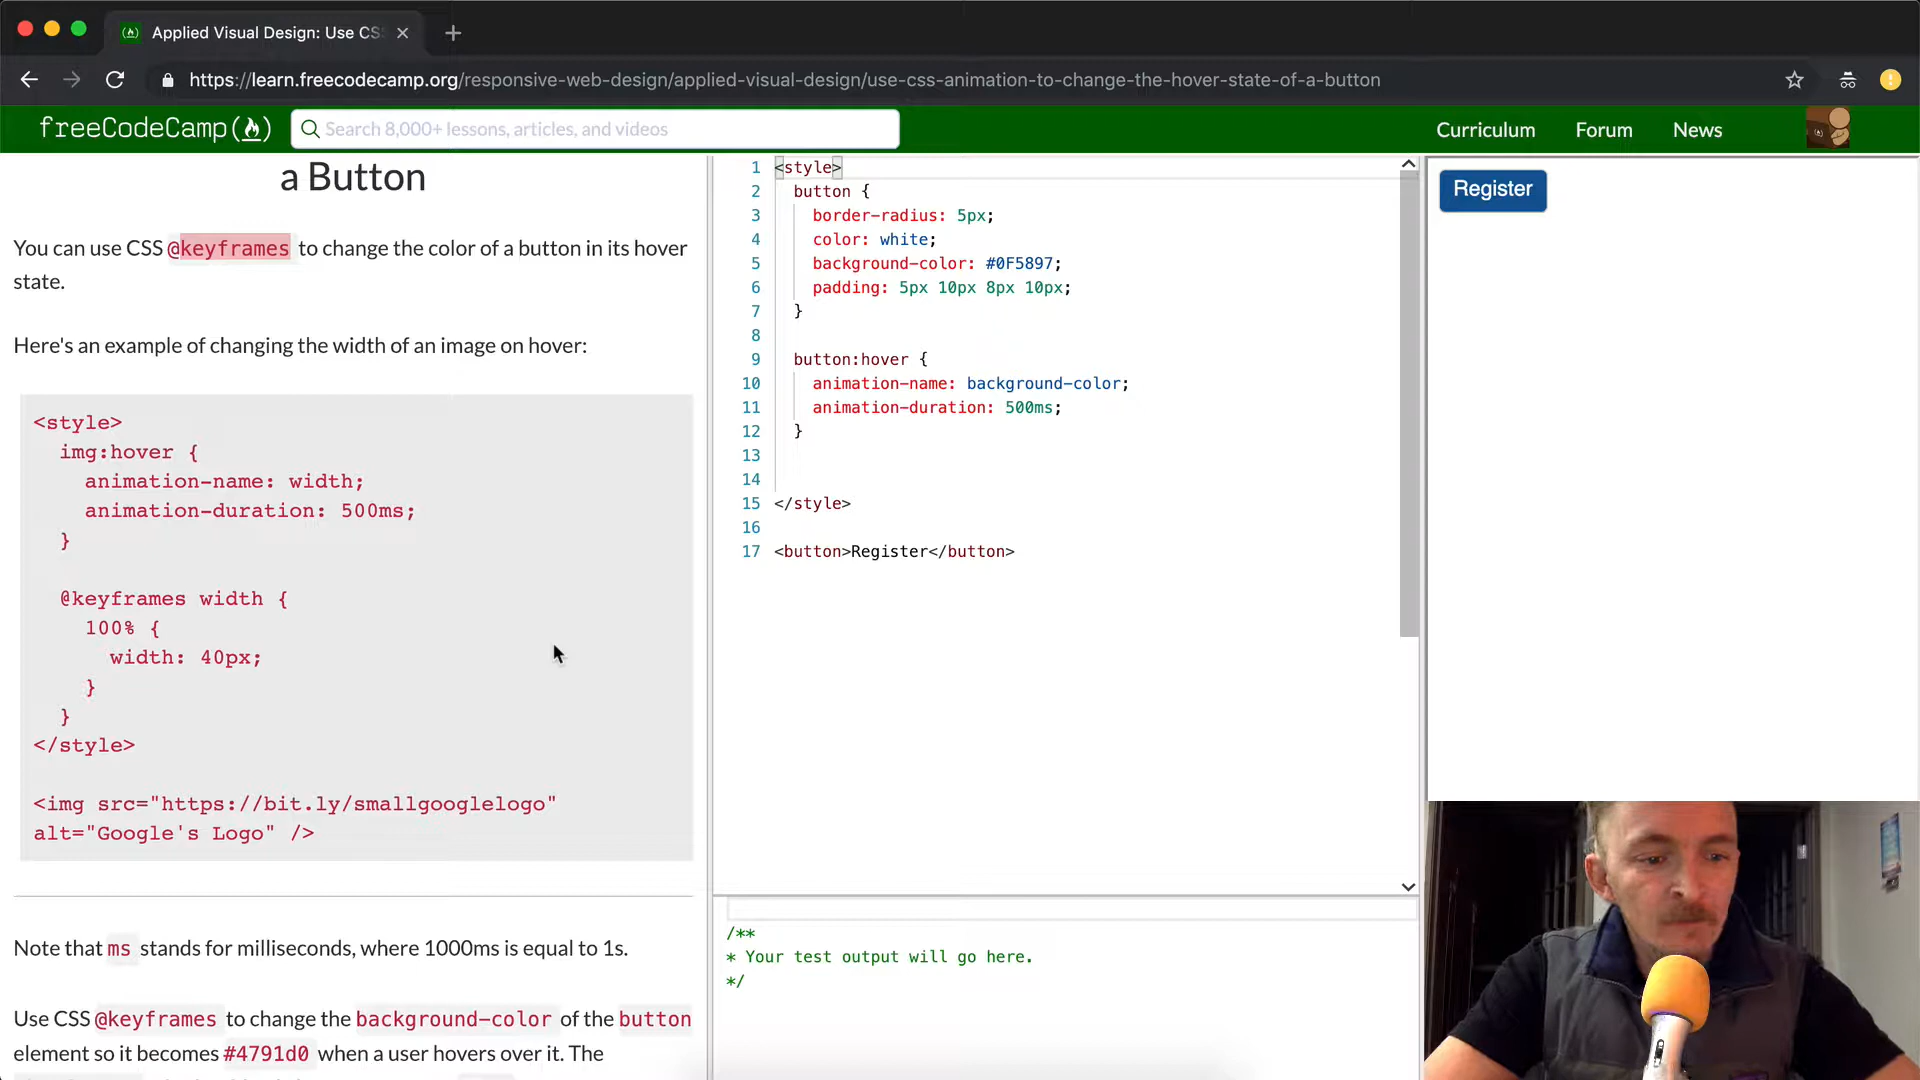 Applied Visual Design: Use CSS
https://learn.freecodecamp.org/responsive-web-design/applied-visual-design/use-css-animation-to-change-the-hover-state-of-a-button
freeCodeCamp
Search 8,000+ lessons, articles, and videos
Curriculum
Forum
News
a Button
You can use CSS @keyframes to change the color of a button in its hover
state.
Here's an example of changing the width of an image on hover:
<style>
img:hover {
animation-name: width;
animation-duration: 500ms;
}
@keyframes width {
100% {
width: 40px;
}
}
</style>
<img src="https://bit.ly/smallgooglelogo"
alt="Google's Logo" />
Note that ms stands for milliseconds, where 1000ms is equal to 1s.
Use CSS @keyframes to change the background-color of the button
element so it becomes #4791d0 when a user hovers over it. The
1 <style>
2 button {
3 border-radius: 5px;
4 color: white;
5 background-color: #0F5897;
6 padding: 5px 10px 8px 10px;
7 }
8
9 button:hover {
10 animation-name: background-color;
11 animation-duration: 500ms;
12 }
13
14
15 </style>
16
17 <button>Register</button>
/**
* Your test output will go here.
*/
Register